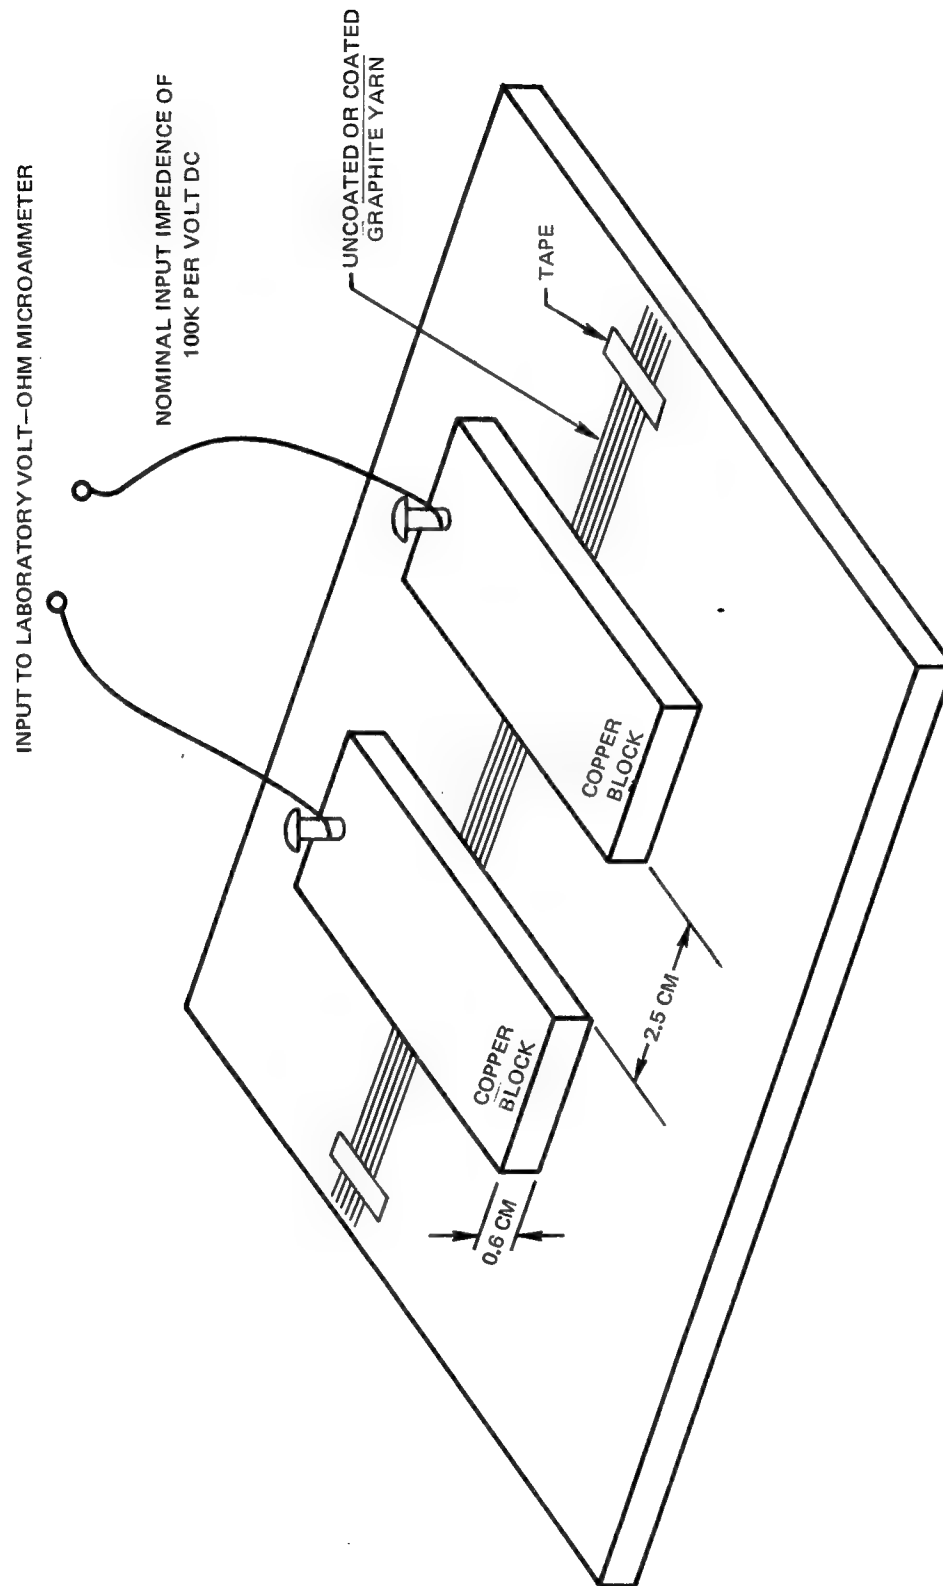 INPUT TO LABORATORY VOLT–OHM MICROAMMETER
NOMINAL INPUT IMPEDENCE OF
100K PER VOLT DC
UNCOATED OR COATED
GRAPHITE YARN
TAPE
COPPER
BLOCK
COPPER
BLOCK
2.5 CM
0.6 CM